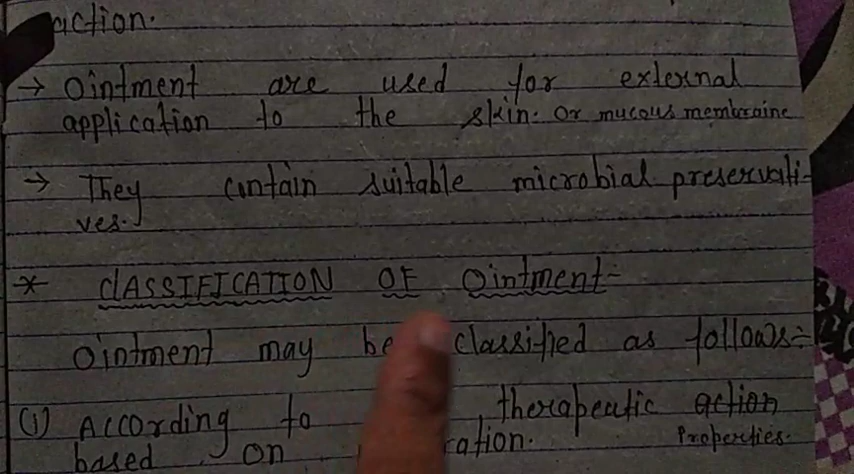 action.
→ Ointment are used for external
application to the skin. Or mucous membraine
→ They contain suitable microbial preservati-
ves.
* CLASSIFICATION OF Ointment-
Ointment may be classified as follows:-
(1) According to therapeutic action
Properties.
based on ration.